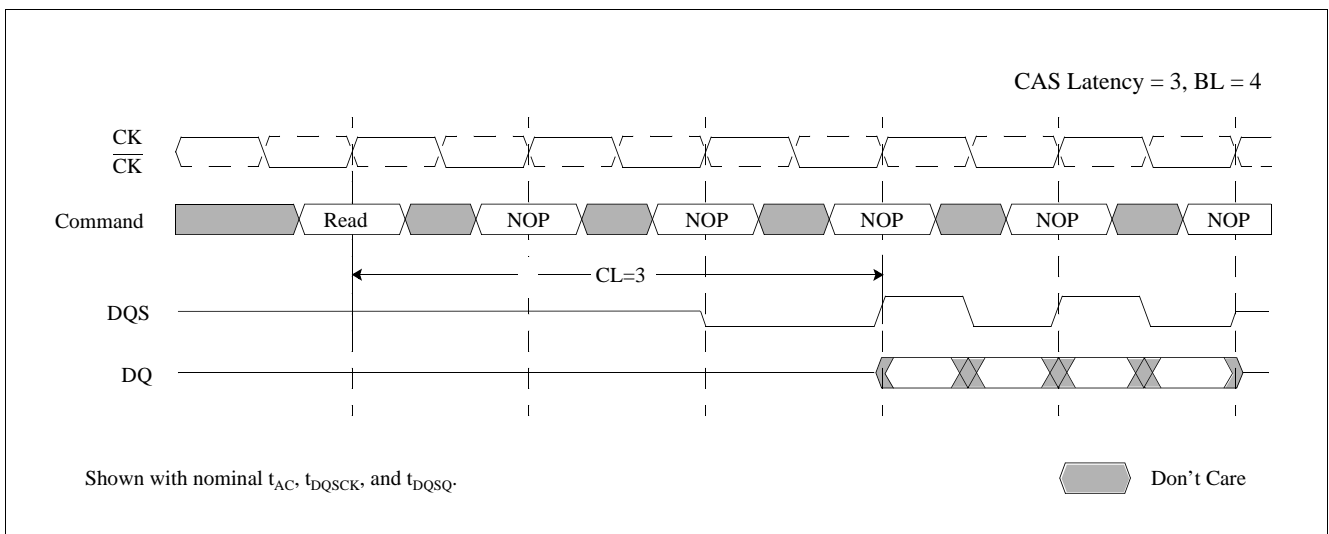 CAS Latency = 3, BL = 4
CK
CK
Command
Read NOP NOP NOP NOP NOP
CL=3
DQS
DQ
Shown with nominal tAC, tDQSCK, and tDQSQ.
Don't Care